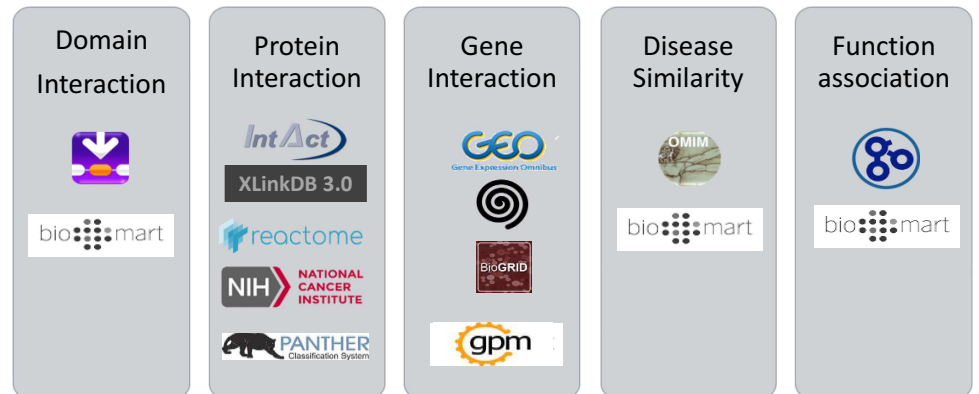 Domain
Interaction
bio mart
Protein
Interaction
IntAct
XLinkDB 3.0
reactome
NIH
NATIONAL
CANCER
INSTITUTE
PANTHER
Classification System
Gene
Interaction
GEO
Gene Expression Omnibus
BioGRID
gpm
Disease
Similarity
OMIM
bio mart
Function
association
go
bio mart